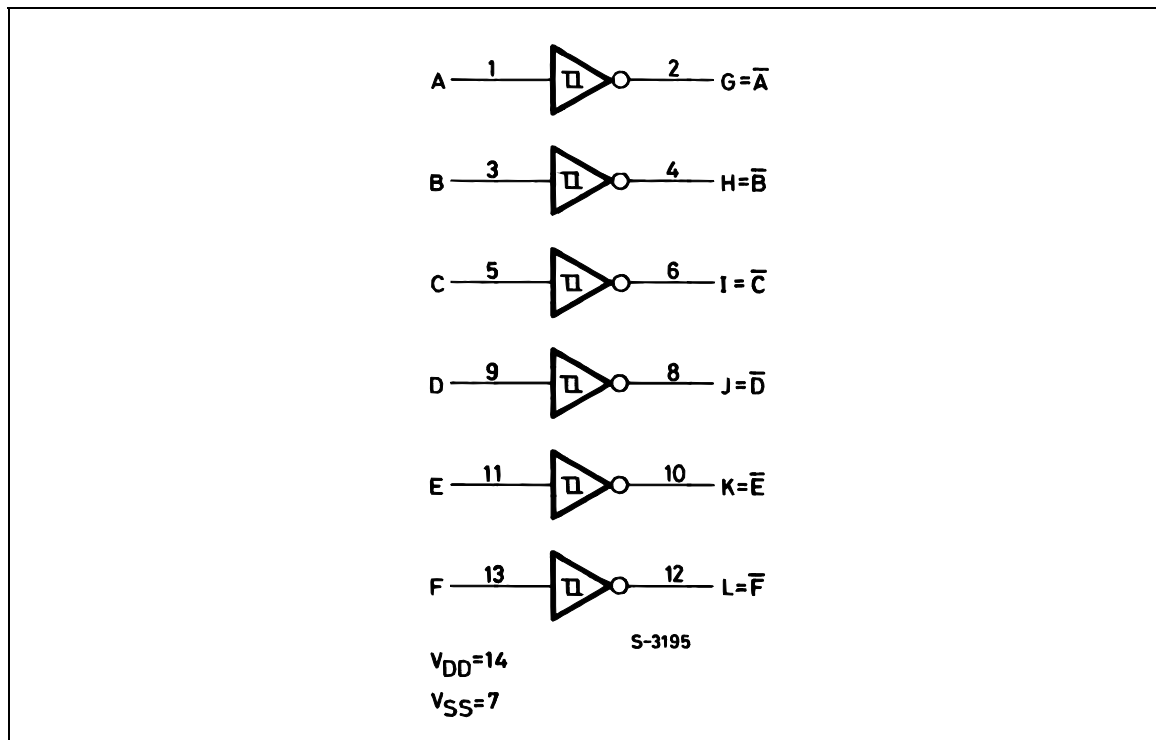 A 1 2 G=A̅
B 3 4 H=B̅
C 5 6 I=C̅
D 9 8 J=D̅
E 11 10 K=E̅
F 13 12 L=F̅
S-3195
VDD=14
VSS=7